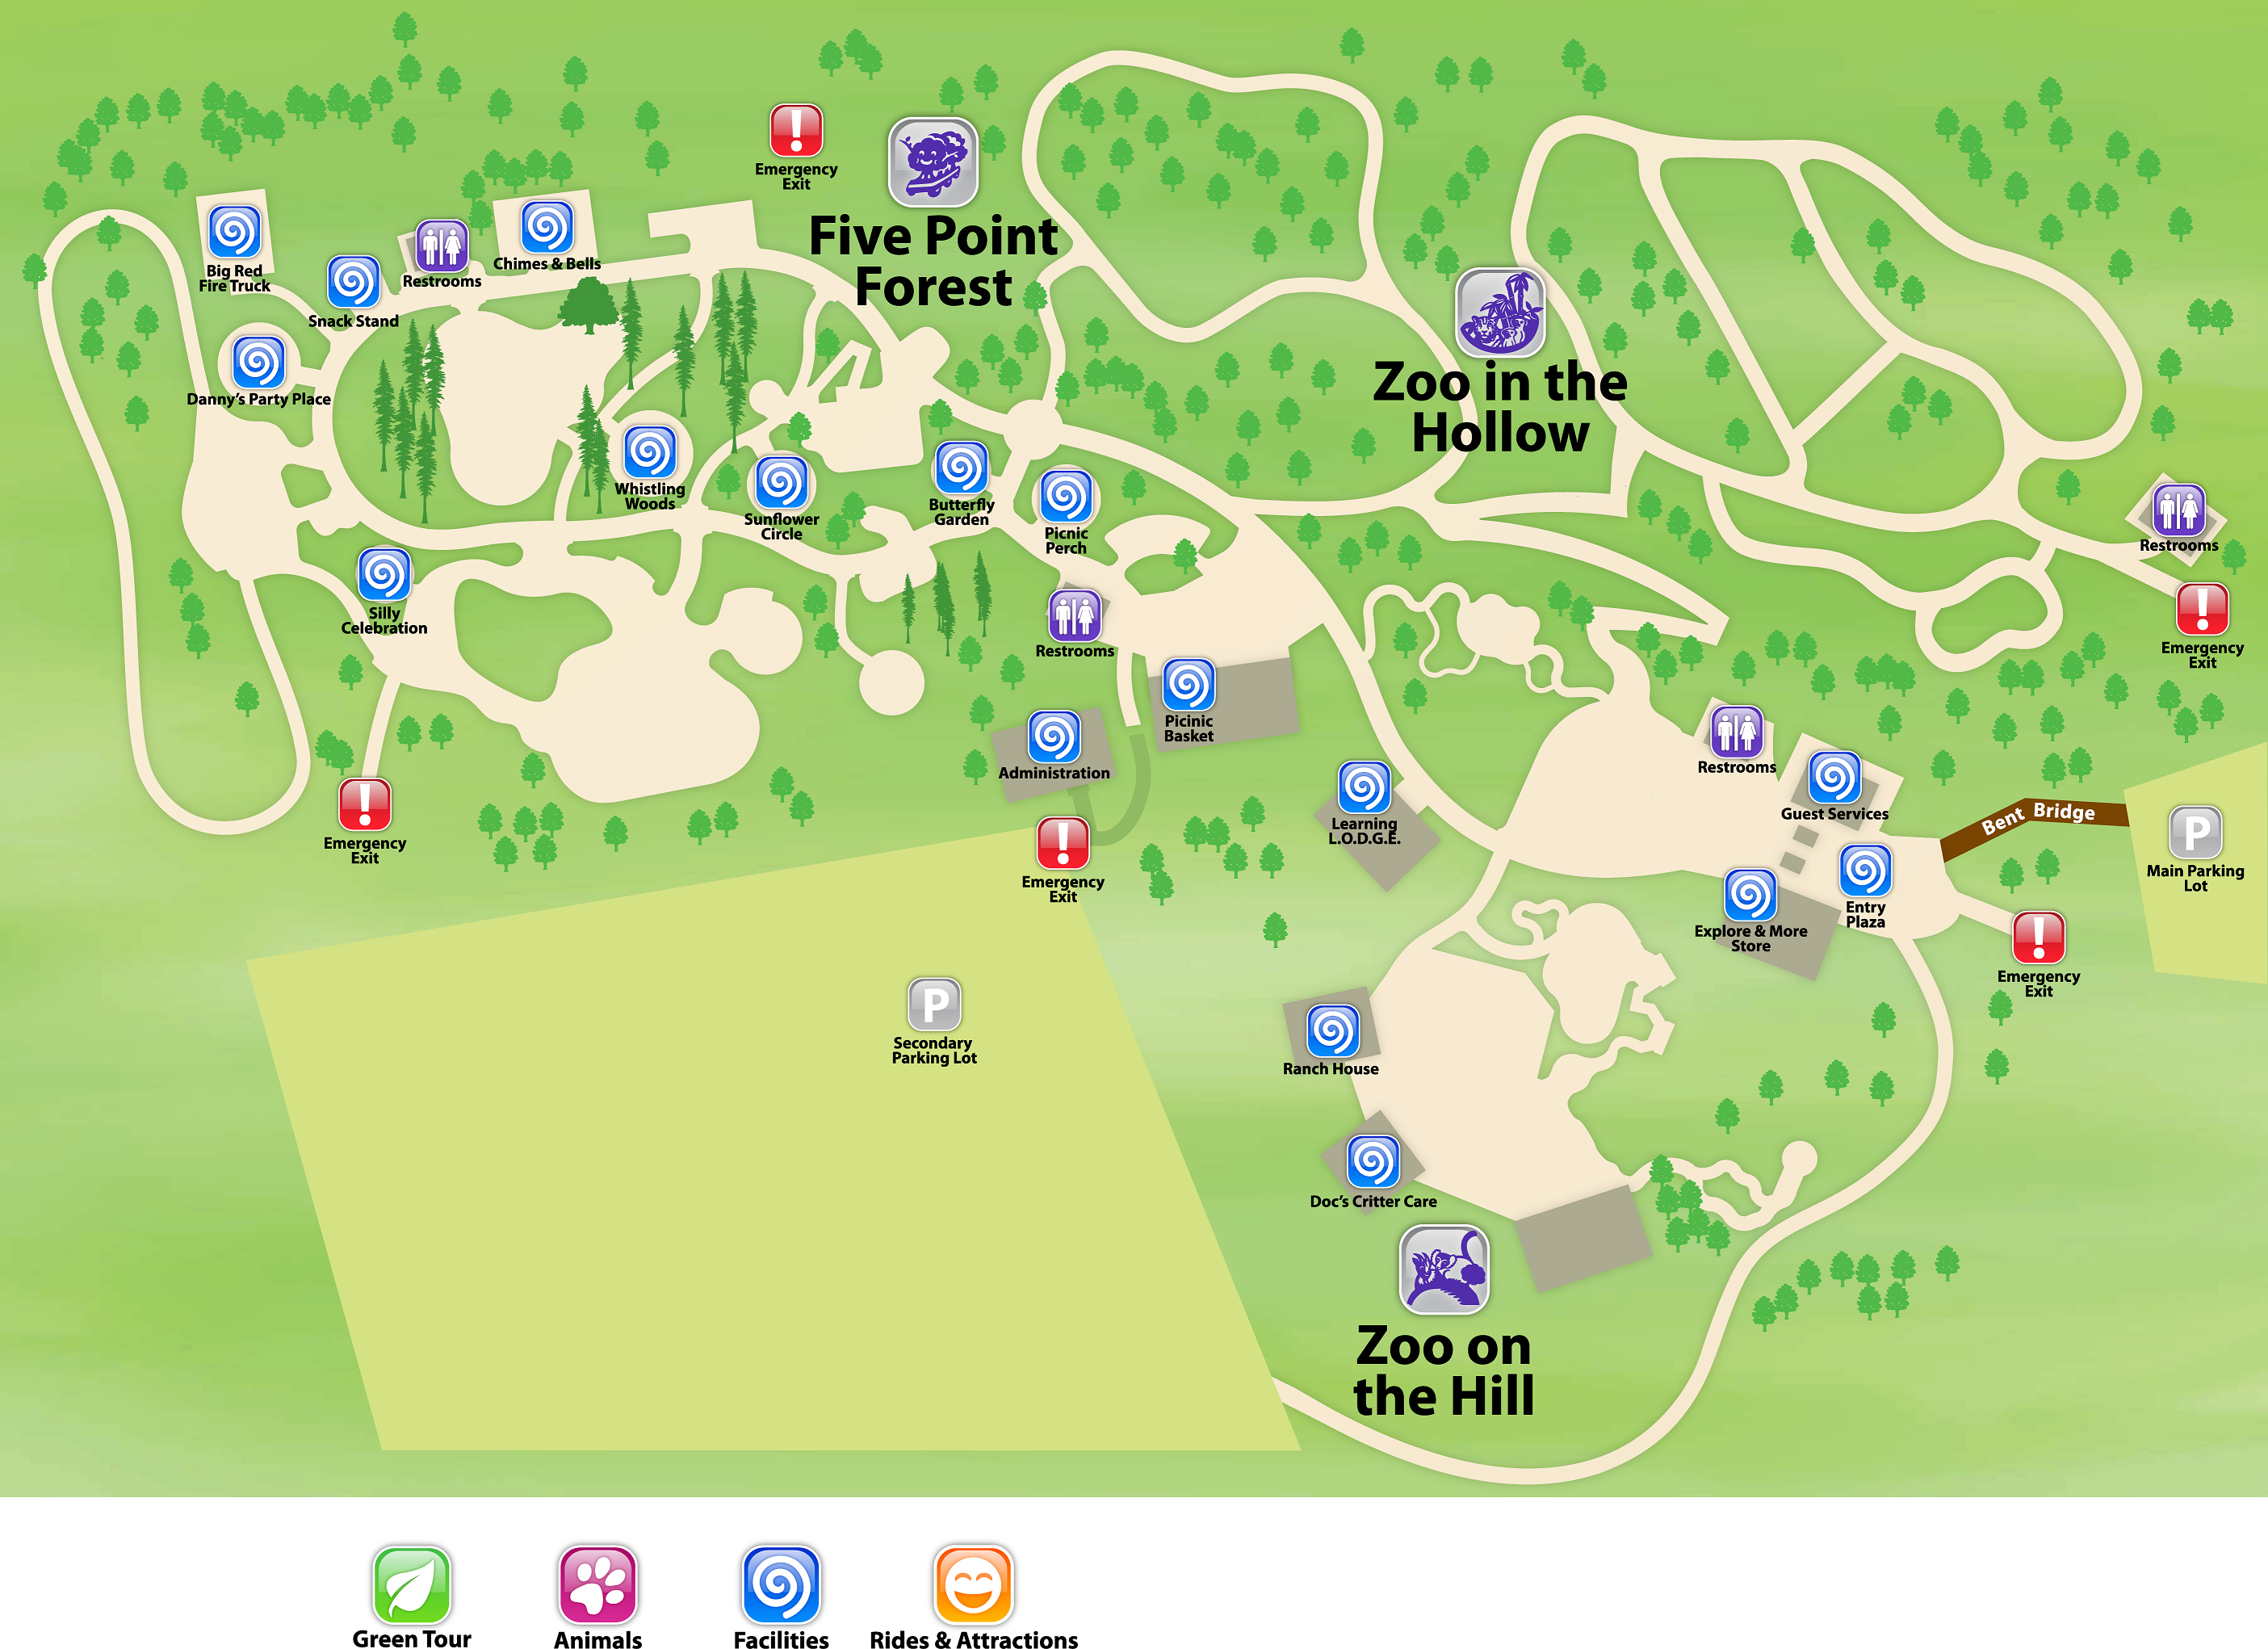 Emergency
Exit
Five Point
Forest
Big Red
Fire Truck
Restrooms
Chimes & Bells
Snack Stand
Danny's Party Place
Zoo in the
Hollow
Whistling
Woods
Sunflower
Circle
Butterfly
Garden
Picnic
Perch
Restrooms
Emergency
Exit
Silly
Celebration
Restrooms
Picinic
Basket
Administration
Restrooms
Guest Services
Bent Bridge
P
Main Parking
Lot
Learning
L.O.D.G.E.
Emergency
Exit
Emergency
Exit
Entry
Plaza
Explore & More
Store
Emergency
Exit
P
Secondary
Parking Lot
Ranch House
Doc's Critter Care
Zoo on
the Hill
Green Tour
Animals
Facilities
Rides & Attractions